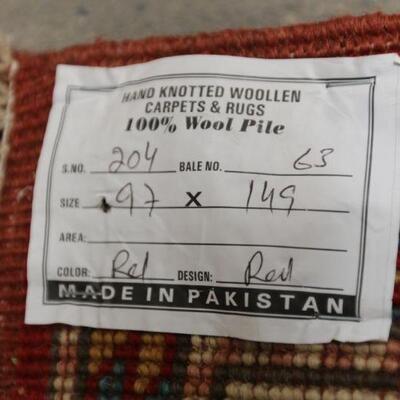 HAND KNOTTED WOOLLEN
CARPETS & RUGS
100% Wool Pile
S.NO. 204 BALE NO. 63
SIZE .97 X 149
AREA:
COLOR: Red DESIGN: Red
MADE IN PAKISTAN